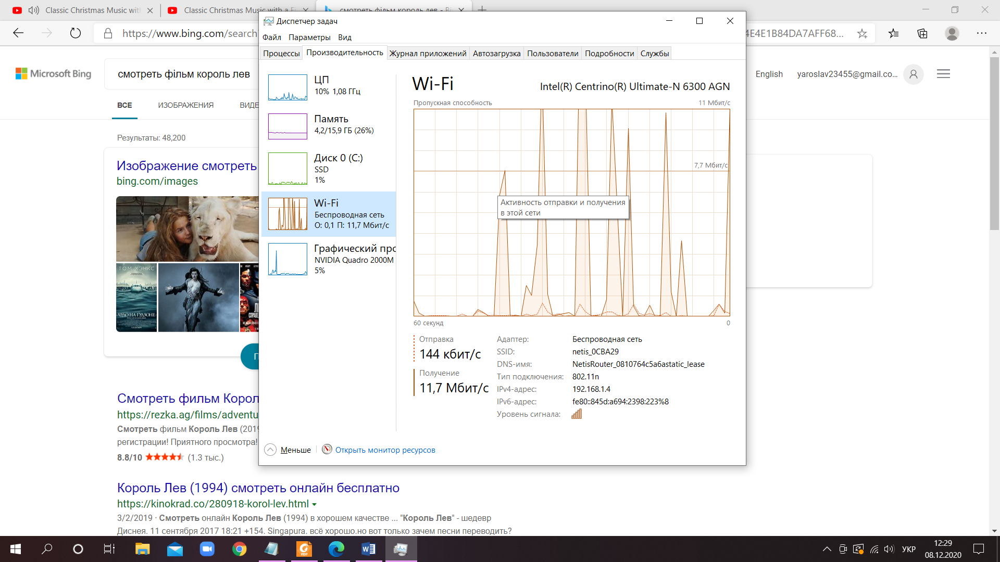 Classic Christmas Music with
Classic Christmas Music with a Fi
смотреть фільм король лев - Bi
https://www.bing.com/search
4E4E1B84DA7AFF68...
Microsoft Bing
смотреть фільм король лев
English
yaroslav23455@gmail.co...
ВСЕ
ИЗОБРАЖЕНИЯ
ВИДЕ
Результаты: 48,200
Изображение смотреть
bing.com/images
ТОМ ХЭНКС
ЧУДО НА ГУДЗОНЕ
П
Смотреть фильм Корол
https://rezka.ag/films/adventu
Смотреть фильм Король Лев (2019
регистрации! Приятного просмотра!
8.8/10 (1.3 тыс.)
Король Лев (1994) смотреть онлайн бесплатно
https://kinokrad.co/280918-korol-lev.html
3/2/2019 · Смотреть онлайн Король Лев (1994) в хорошем качестве ... "Король Лев" - шедевр
Диснея. 11 сентября 2017 18:21 +154. Singapura. всё хорошо.но вот только зачем песни переводить?
Диспетчер задач
Файл Параметры Вид
Процессы Производительность Журнал приложений Автозагрузка Пользователи Подробности Службы
ЦП
10% 1,08 ГГц
Память
4,2/15,9 ГБ (26%)
Диск 0 (C:)
SSD
1%
Wi-Fi
Беспроводная сеть
О: 0,1 П: 11,7 Мбит/с
Графический про
NVIDIA Quadro 2000M
5%
Wi-Fi
Intel(R) Centrino(R) Ultimate-N 6300 AGN
Пропускная способность
11 Мбит/с
7,7 Мбит/с
Активность отправки и получения
в этой сети
60 секунд
0
Отправка
144 кбит/с
Получение
11,7 Мбит/с
Адаптер: Беспроводная сеть
SSID: netis_0CBA29
DNS-имя: NetisRouter_0810764c5a6astatic_lease
Тип подключения: 802.11n
IPv4-адрес: 192.168.1.4
IPv6-адрес: fe80::845d:a694:2398:223%8
Уровень сигнала:
Меньше
Открыть монитор ресурсов
PDF
УКР
12:29
08.12.2020